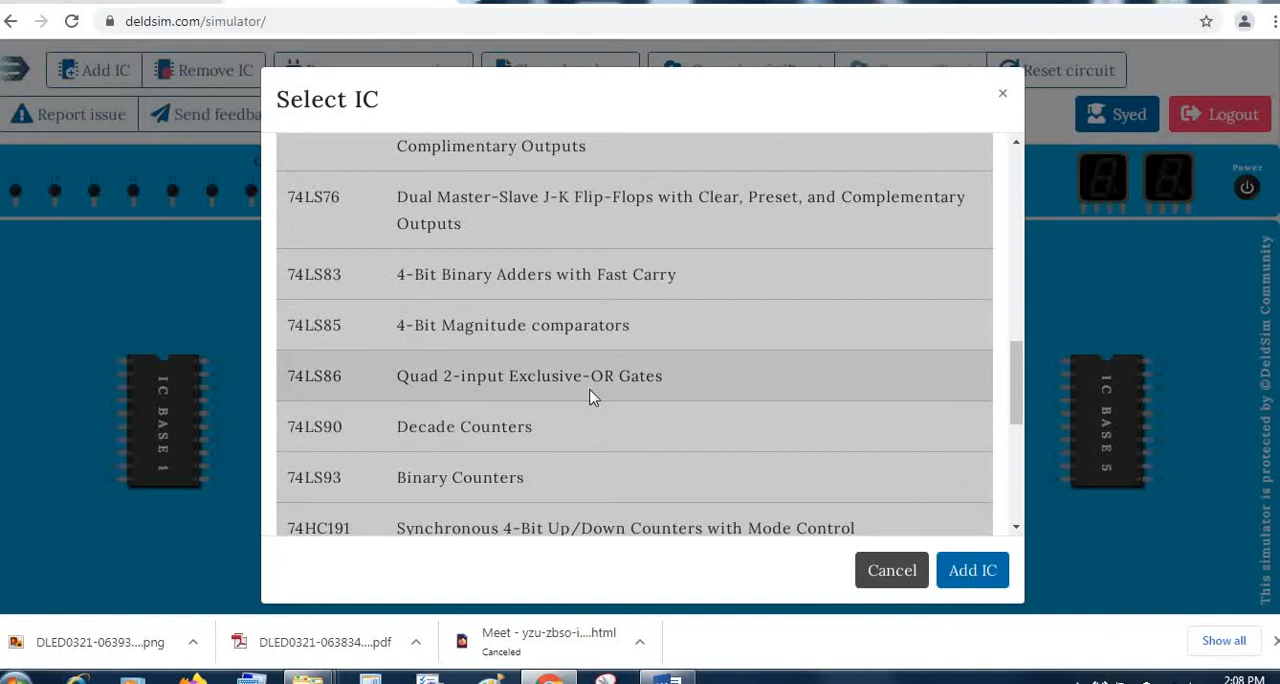 deldsim.com/simulator/
Add IC
Remove IC
Reset circuit
Report issue
Send feedba
Syed
Logout
Select IC
×
Power
Complimentary Outputs
74LS76 Dual Master-Slave J-K Flip-Flops with Clear, Preset, and Complementary
Outputs
74LS83 4-Bit Binary Adders with Fast Carry
74LS85 4-Bit Magnitude comparators
74LS86 Quad 2-input Exclusive-OR Gates
74LS90 Decade Counters
74LS93 Binary Counters
74HC191 Synchronous 4-Bit Up/Down Counters with Mode Control
IC BASE 1
IC BASE 5
This simulator is protected by ©DeldSim Community
Cancel
Add IC
DLED0321-06393....png
DLED0321-063834....pdf
Meet - yzu-zbso-i....html
Canceled
Show all
2:08 PM